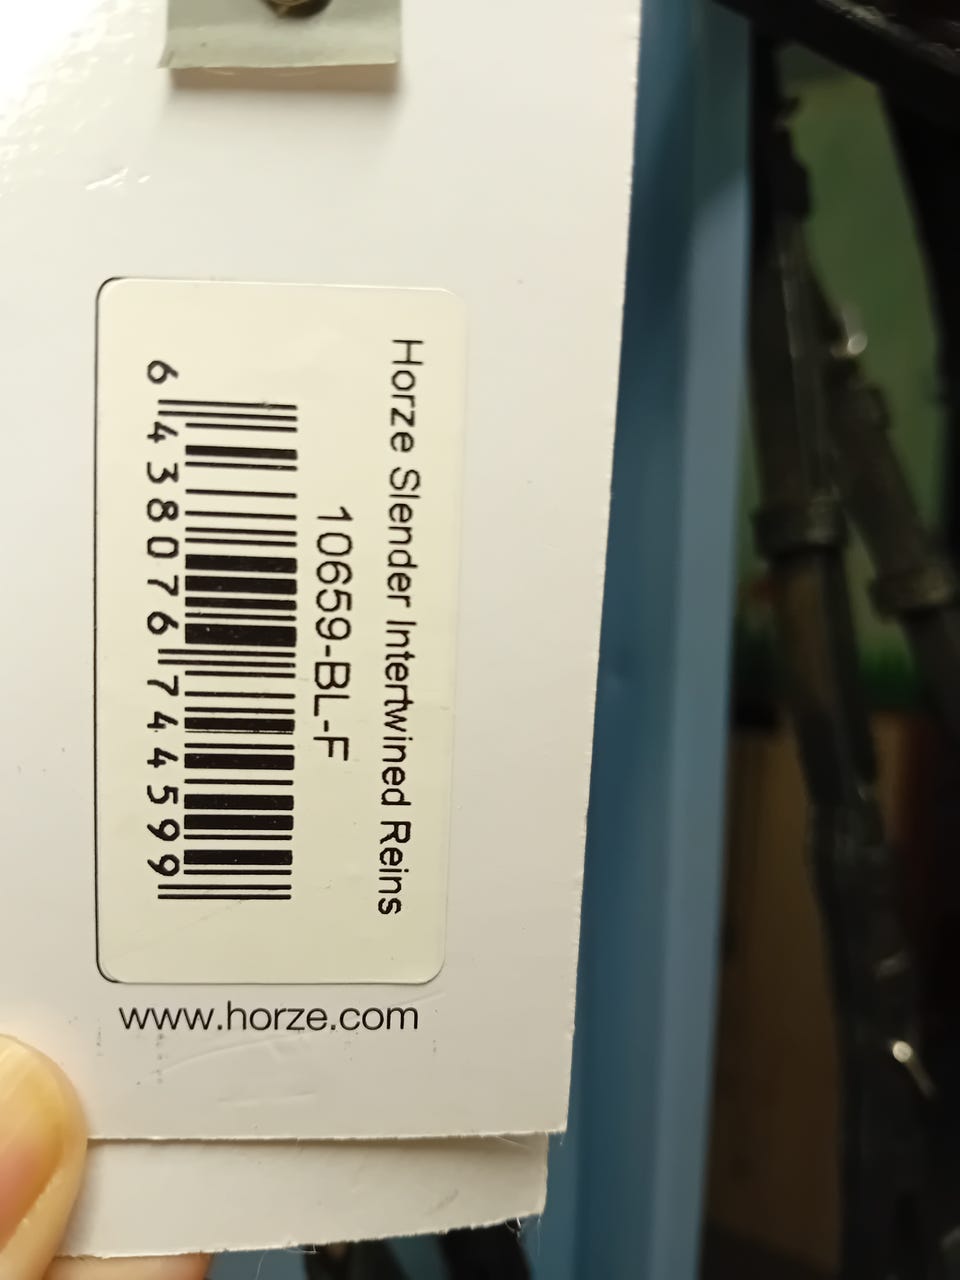 Horze Slender Intertwined Reins
10659-BL-F
6 438076 744599
www.horze.com